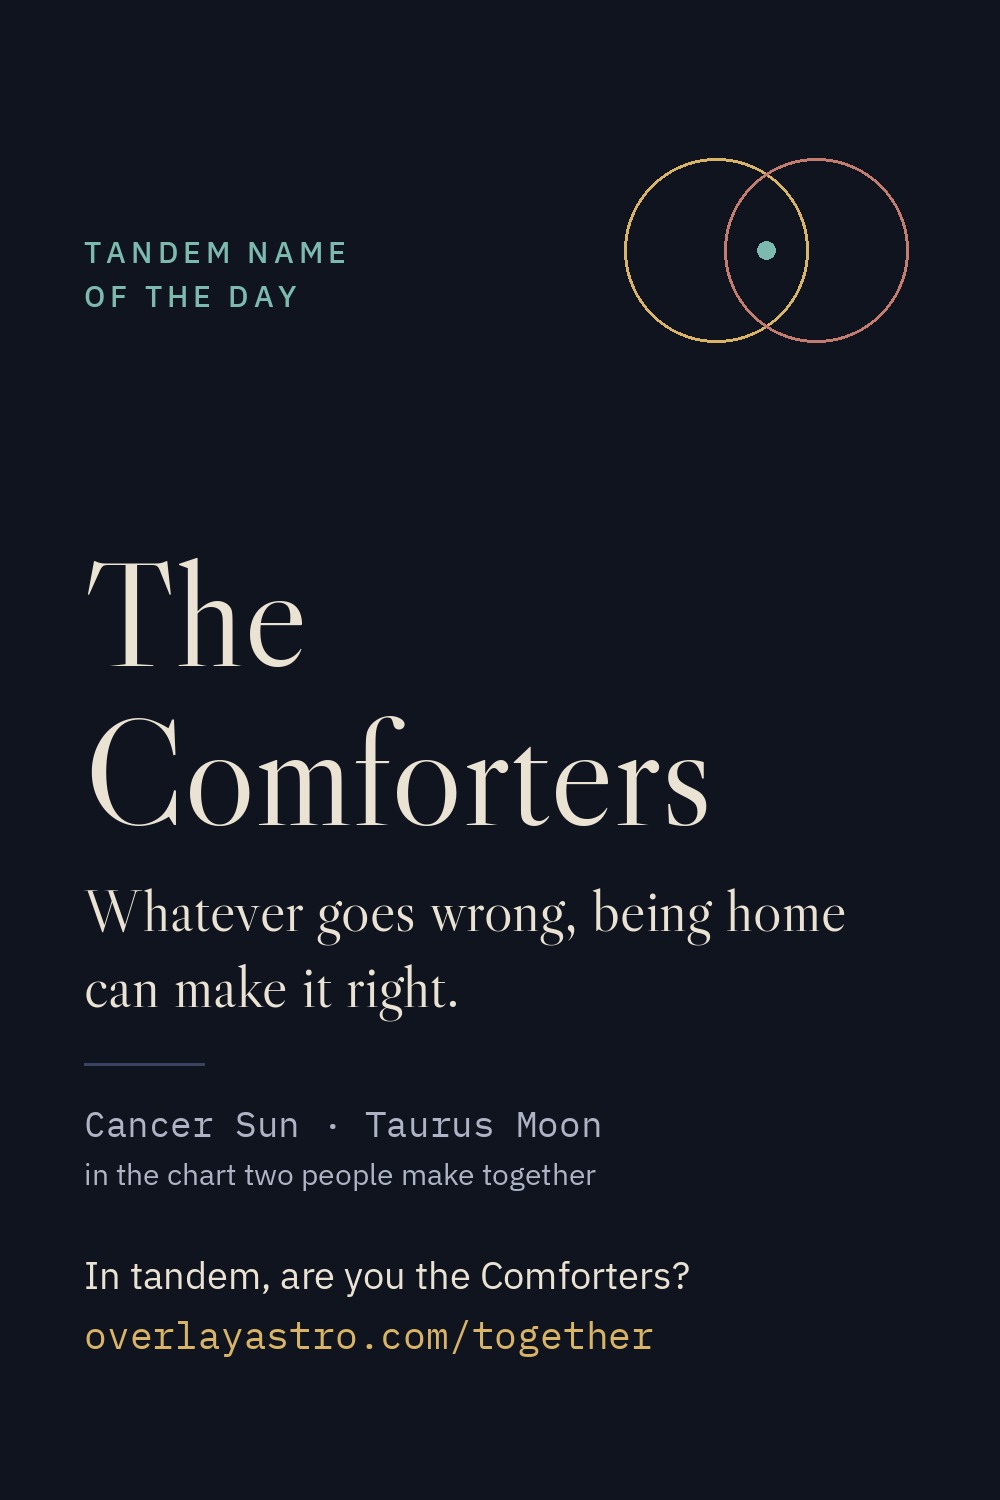 TANDEM NAME
OF THE DAY
The
Comforters
Whatever goes wrong, being home
can make it right.
Cancer Sun · Taurus Moon
in the chart two people make together
In tandem, are you the Comforters?
overlayastro.com/together